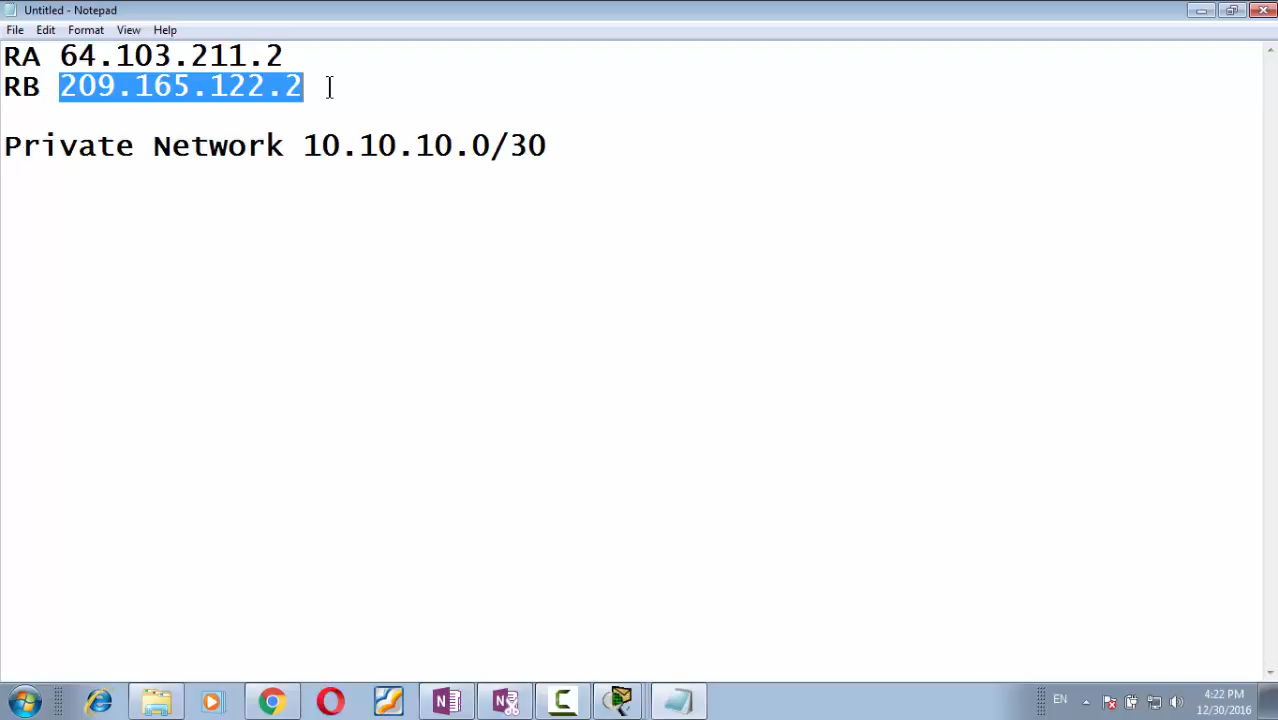 Untitled - Notepad
File Edit Format View Help
RA 64.103.211.2
RB 209.165.122.2
Private Network 10.10.10.0/30
EN
4:22 PM
12/30/2016